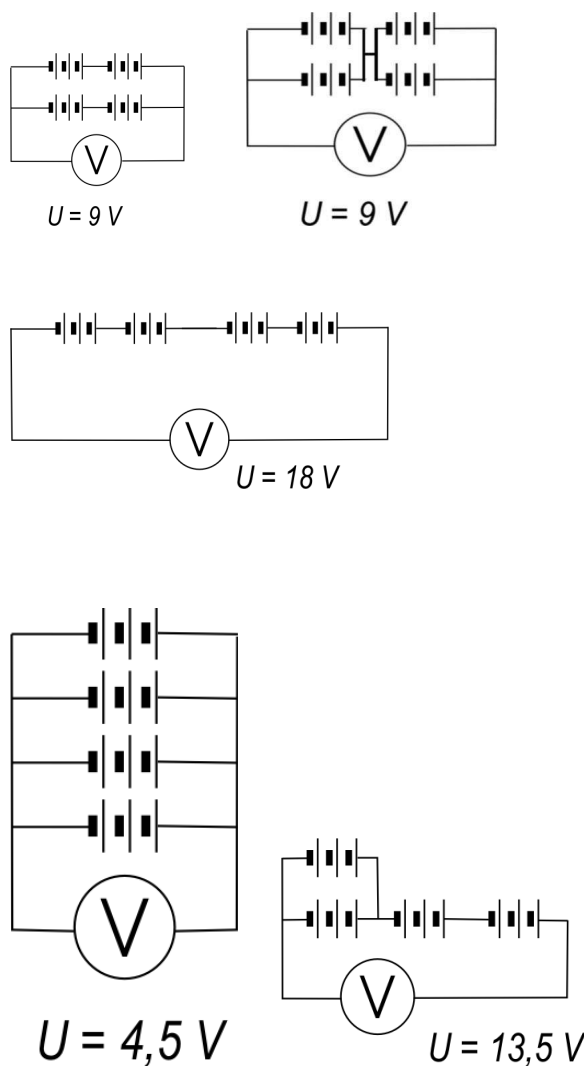 V
U = 9 V
V
U = 9 V
V
U = 18 V
V
U = 4,5 V
V
U = 13,5 V